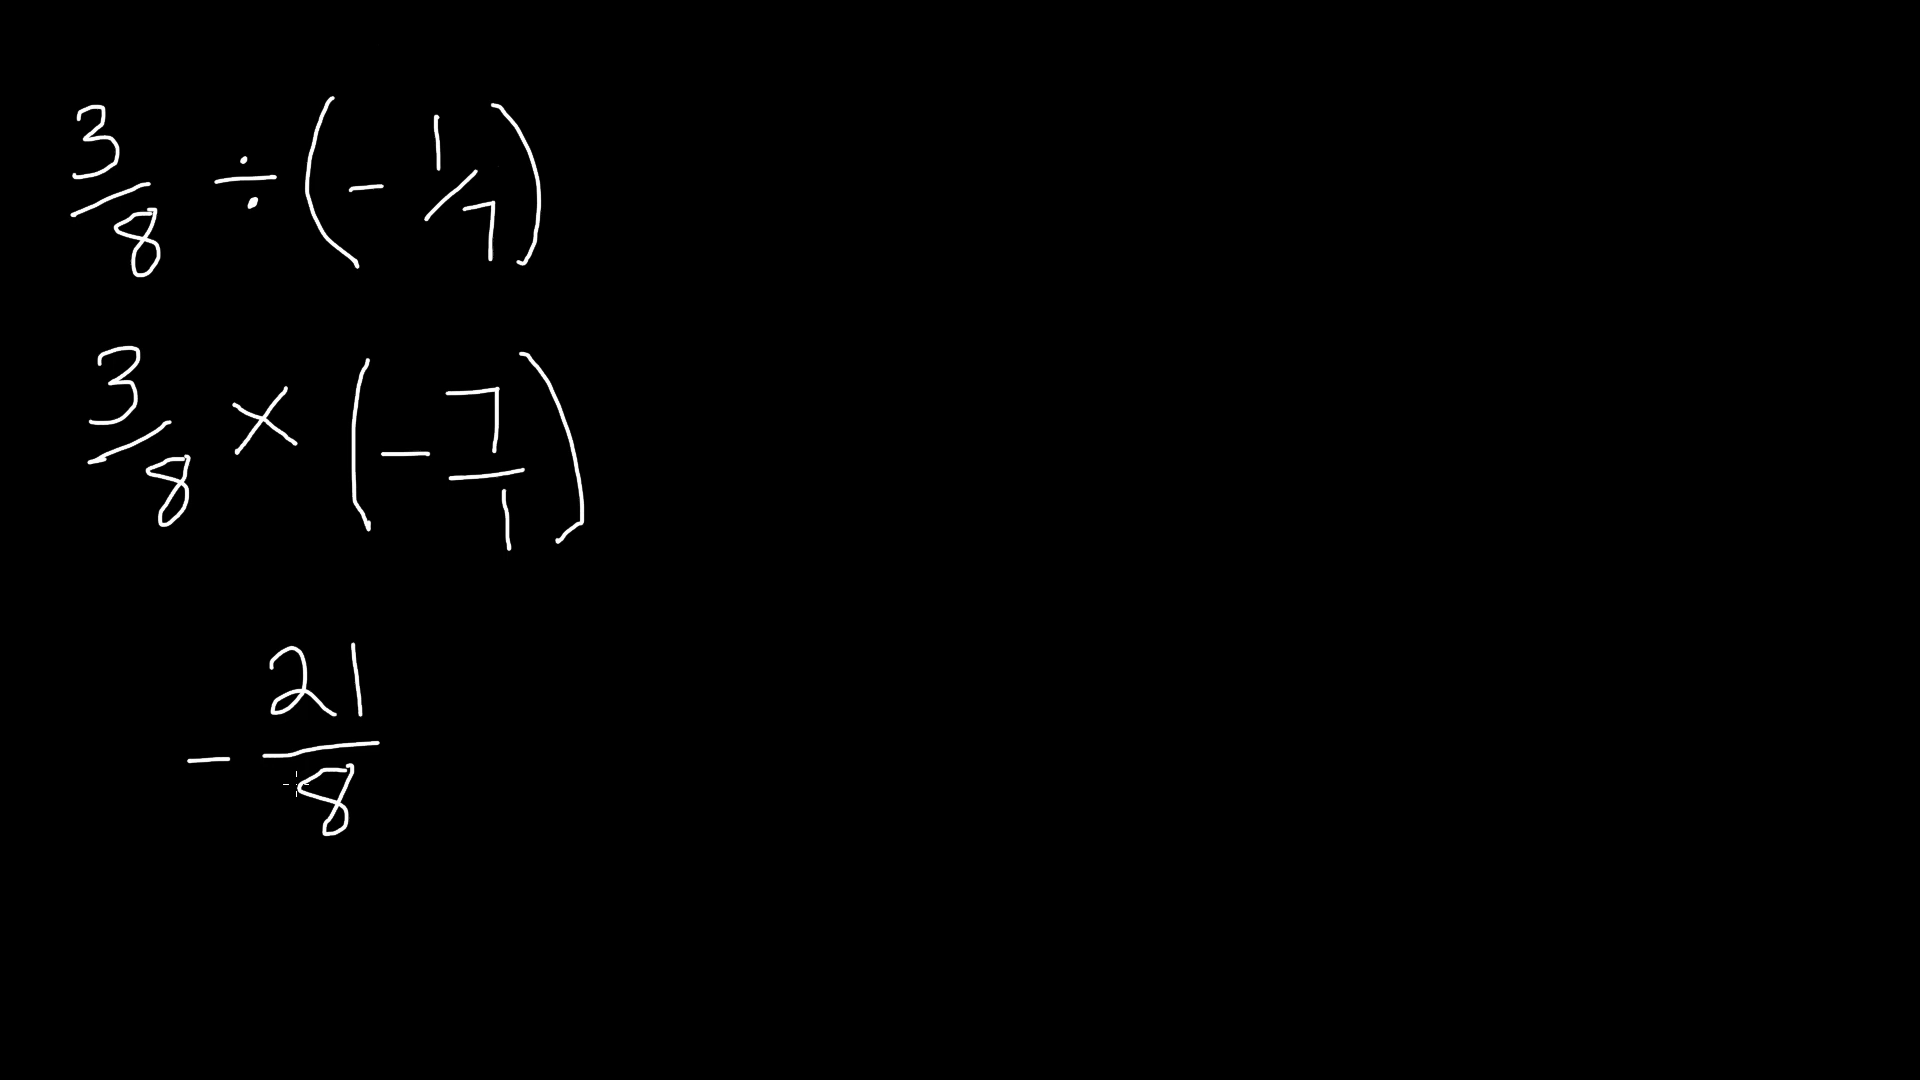 3/8 ÷ (- 1/7)
3/8 × (- 7/1)
- 21/8